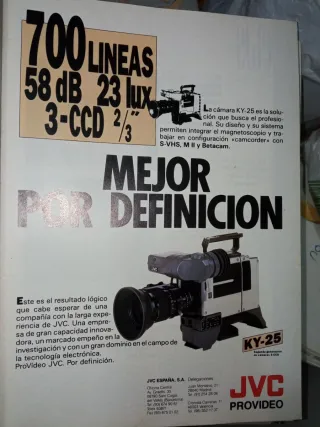 700 LINEAS
58 dB 23 lux
3-CCD 2/3"
La cámara KY-25 es la solu-
ción que busca el profesio-
nal. Su diseño y su sistema
permiten integrar el magnetoscopio y tra-
bajar en configuración «camcorder» con
S-VHS, M II y Betacam.
MEJOR
POR DEFINICION
Este es el resultado lógico
que cabe esperar de una
compañía con la larga expe-
riencia de JVC. Una empre-
sa de gran capacidad innova-
dora, un marcado empeño en la
investigación y con un gran dominio en el campo de
la tecnología electrónica.
ProVideo JVC. Por definición.
KY-25
JVC ESPAÑA, S.A.
Oficina Central
Delegaciones
JVC
PROVIDEO